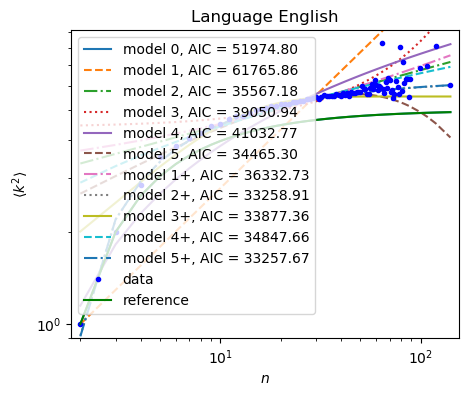 Language English
model 0, AIC = 51974.80
model 1, AIC = 61765.86
model 2, AIC = 35567.18
model 3, AIC = 39050.94
model 4, AIC = 41032.77
model 5, AIC = 34465.30
model 1+, AIC = 36332.73
model 2+, AIC = 33258.91
model 3+, AIC = 33877.36
model 4+, AIC = 34847.66
model 5+, AIC = 33257.67
data
reference
⟨k²⟩
10⁰
10¹
10²
n